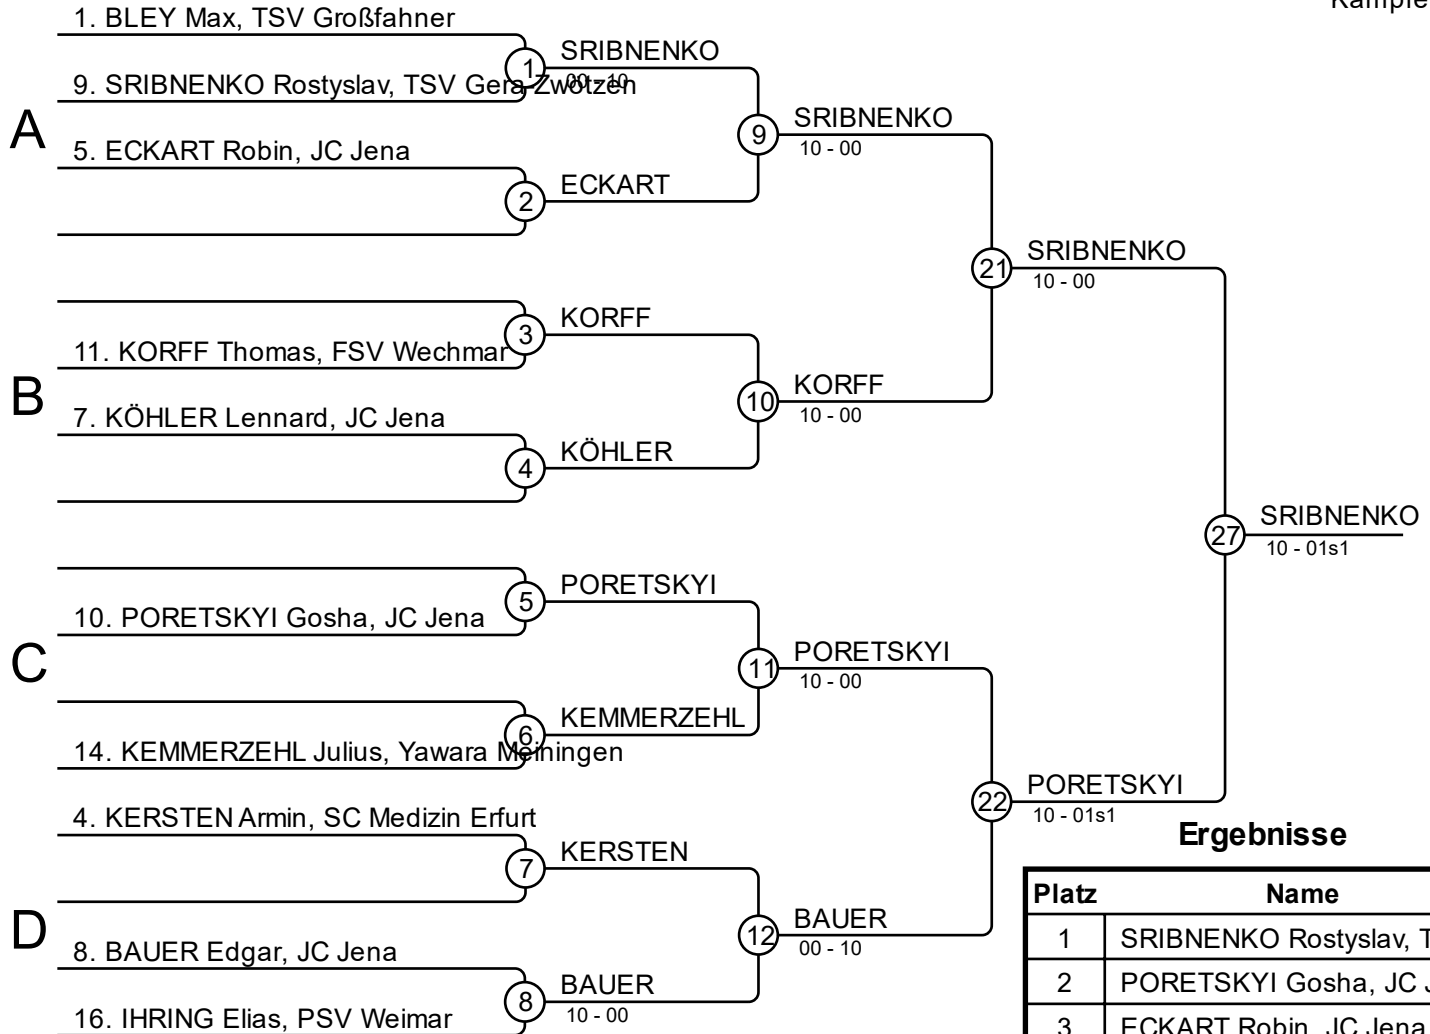 Kämpfe
1. BLEY Max, TSV Großfahner
SRIBNENKO
1
00 - 10
9. SRIBNENKO Rostyslav, TSV Gera-Zwötzen
SRIBNENKO
9
10 - 00
A
5. ECKART Robin, JC Jena
ECKART
2
SRIBNENKO
21
10 - 00
KORFF
3
11. KORFF Thomas, FSV Wechmar
KORFF
10
10 - 00
B
7. KÖHLER Lennard, JC Jena
KÖHLER
4
SRIBNENKO
27
10 - 01s1
PORETSKYI
5
10. PORETSKYI Gosha, JC Jena
PORETSKYI
11
10 - 00
C
KEMMERZEHL
6
14. KEMMERZEHL Julius, Yawara Meiningen
PORETSKYI
22
10 - 01s1
4. KERSTEN Armin, SC Medizin Erfurt
KERSTEN
7
BAUER
12
00 - 10
D
8. BAUER Edgar, JC Jena
BAUER
8
10 - 00
16. IHRING Elias, PSV Weimar
Ergebnisse
Platz Name
1 SRIBNENKO Rostyslav, T
2 PORETSKYI Gosha, JC J
3 ECKART Robin, JC Jena